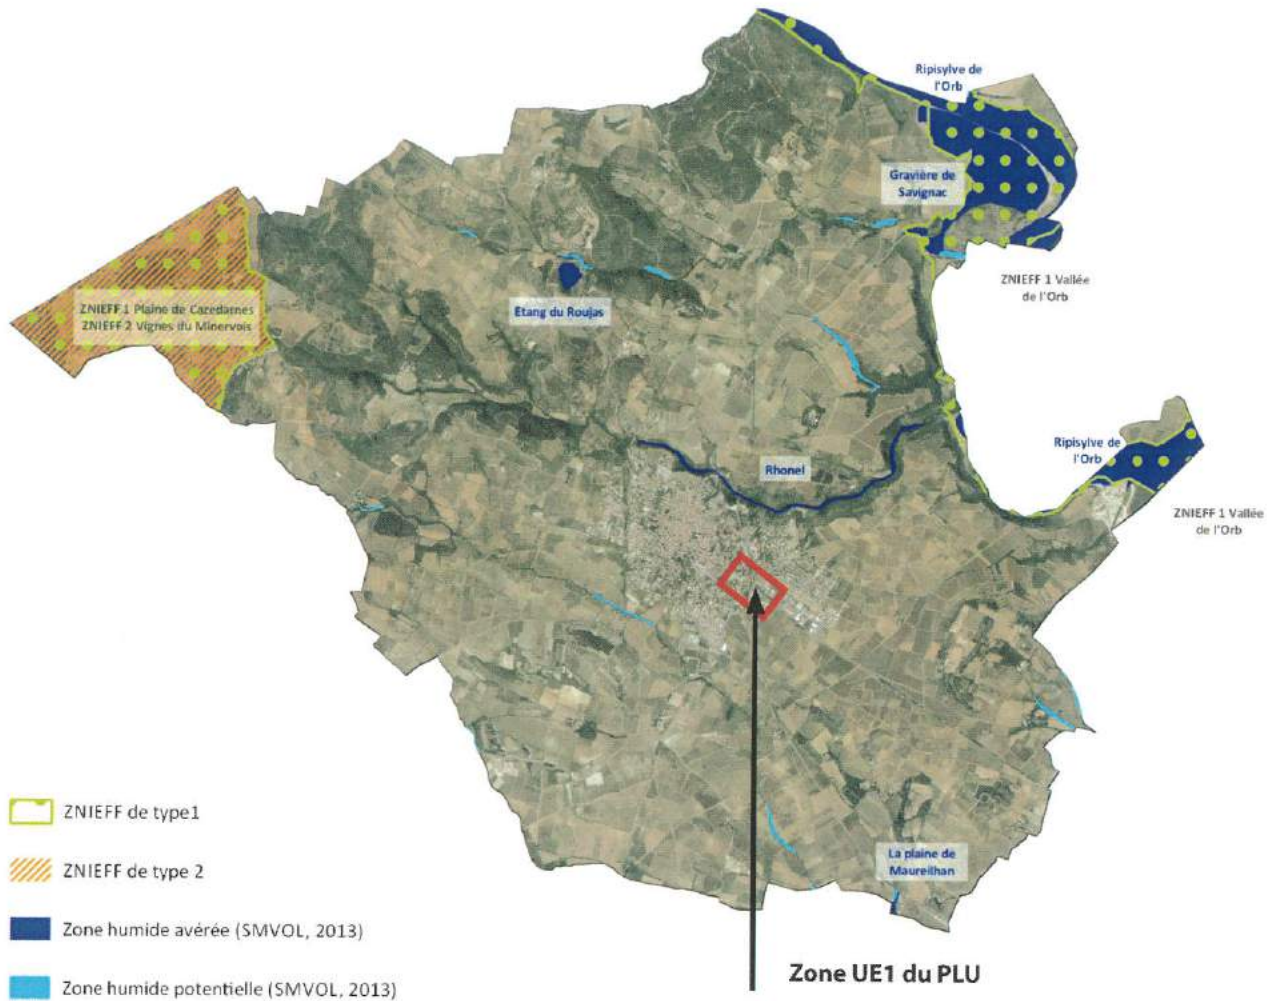 Ripisylve de
l'Orb
Gravière de
Savignac
ZNIEFF 1 Vallée
de l'Orb
ZNIEFF 1 Plaine de Cazedarnes
ZNIEFF 2 Vignes du Minervois
Etang du Roujas
Rhonel
Ripisylve de
l'Orb
ZNIEFF 1 Vallée
de l'Orb
La plaine de
Maureilhan
Zone UE1 du PLU
ZNIEFF de type1
ZNIEFF de type 2
Zone humide avérée (SMVOL, 2013)
Zone humide potentielle (SMVOL, 2013)